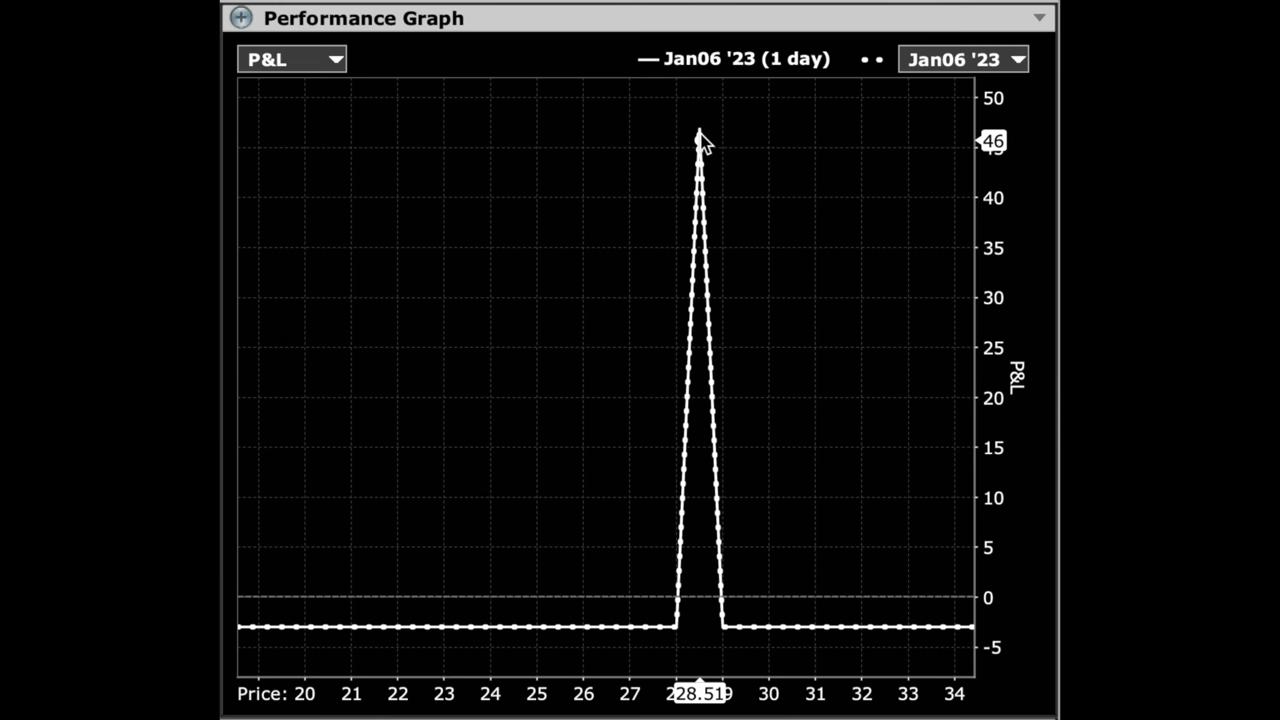 Performance Graph
P&L
Jan06 '23 (1 day)
Jan06 '23
50
46
40
35
30
25
20
15
10
5
0
-5
P&L
Price: 20 21 22 23 24 25 26 27 28.51 30 31 32 33 34